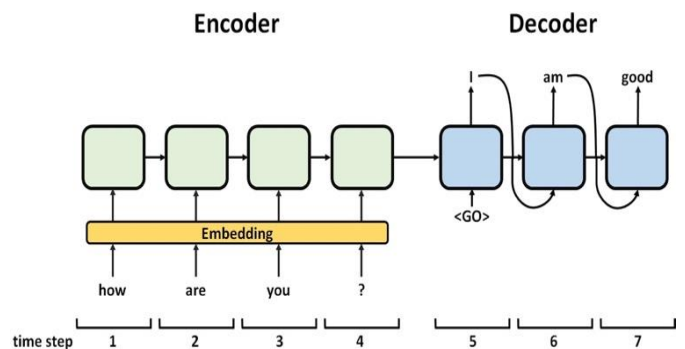 Encoder Decoder
I am good
<GO>
Embedding
how are you ?
time step 1 2 3 4 5 6 7